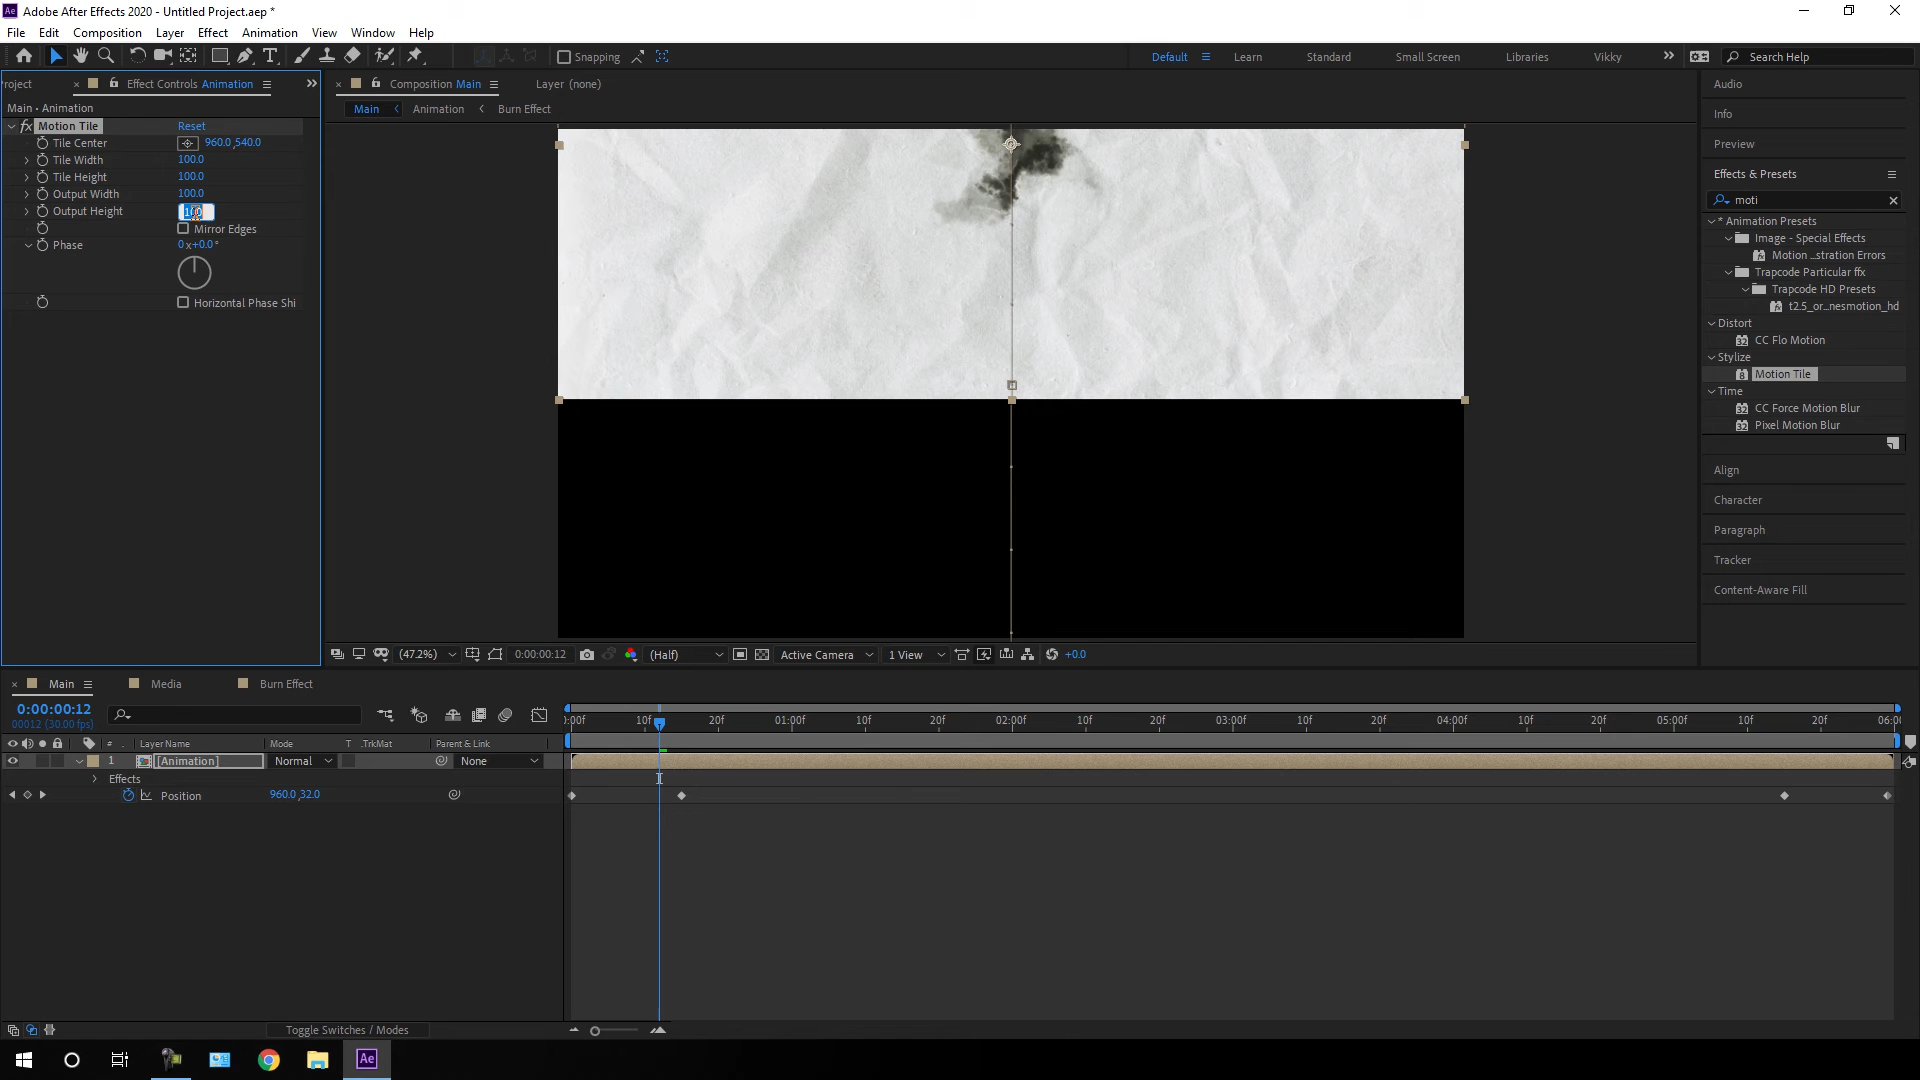 Adobe After Effects 2020 - Untitled Project.aep *
File Edit Composition Layer Effect Animation View Window Help
Snapping
Default Learn Standard Small Screen Libraries Vikky
Search Help
roject Effect Controls Animation
Composition Main Layer (none)
Main Animation Burn Effect
Main • Animation
fx Motion Tile Reset
Tile Center 960.0,540.0
Tile Width 100.0
Tile Height 100.0
Output Width 100.0
Output Height
Mirror Edges
Phase 0x+0.0°
Horizontal Phase Shi
Audio
Info
Preview
Effects & Presets
moti
* Animation Presets
Image - Special Effects
Motion ...stration Errors
Trapcode Particular ffx
Trapcode HD Presets
t2.5_or...nesmotion_hd
Distort
CC Flo Motion
Stylize
Motion Tile
Time
CC Force Motion Blur
Pixel Motion Blur
Align
Character
Paragraph
Tracker
Content-Aware Fill
(47.2%) 0:00:00:12 (Half) Active Camera 1 View +0.0
Main Media Burn Effect
0:00:00:12
00012 (30.00 fps)
:00f 10f 20f 01:00f 10f 20f 02:00f 10f 20f 03:00f 10f 20f 04:00f 10f 20f 05:00f 10f 20f 06:00
# Layer Name Mode T .TrkMat Parent & Link
1 [Animation] Normal None
Effects
Position 960.0,32.0
Toggle Switches / Modes
Ae